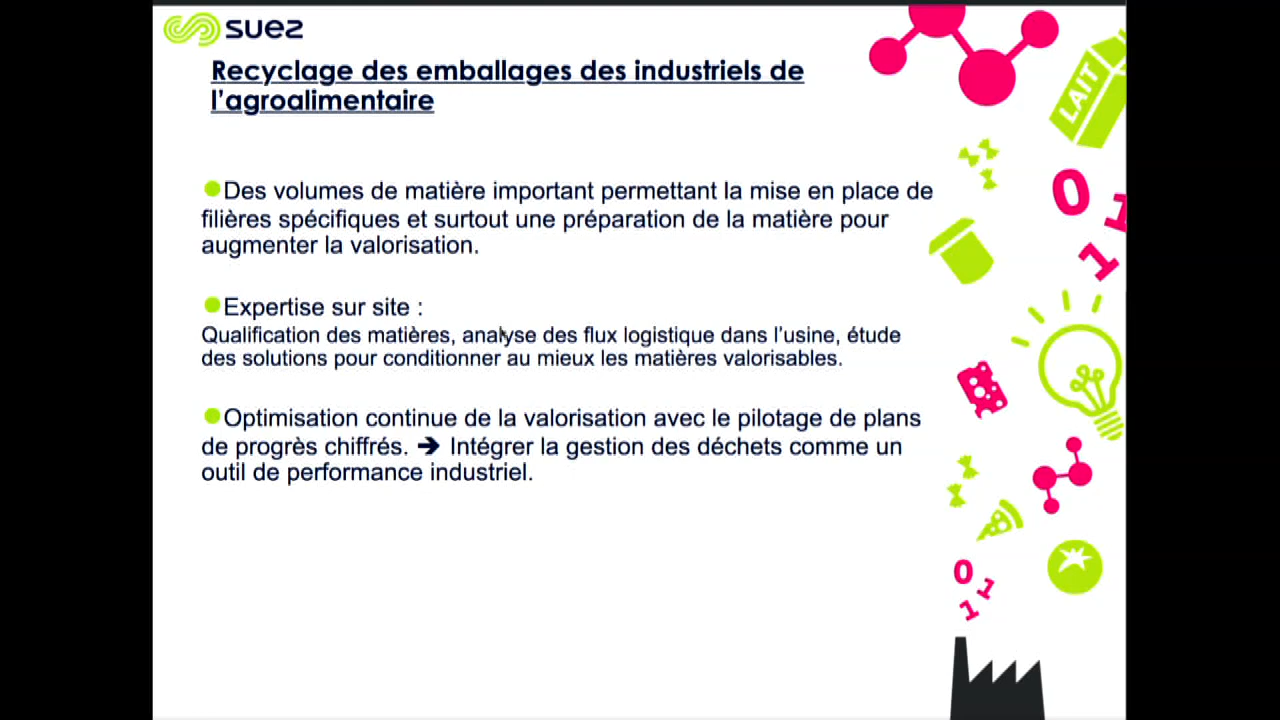 suez
Recyclage des emballages des industriels de
l’agroalimentaire
LAIT
Des volumes de matière important permettant la mise en place de
filières spécifiques et surtout une préparation de la matière pour
augmenter la valorisation.
0
1
1
Expertise sur site :
Qualification des matières, analyse des flux logistique dans l’usine, étude
des solutions pour conditionner au mieux les matières valorisables.
Optimisation continue de la valorisation avec le pilotage de plans
de progrès chiffrés. ➔ Intégrer la gestion des déchets comme un
outil de performance industriel.
0
1
1